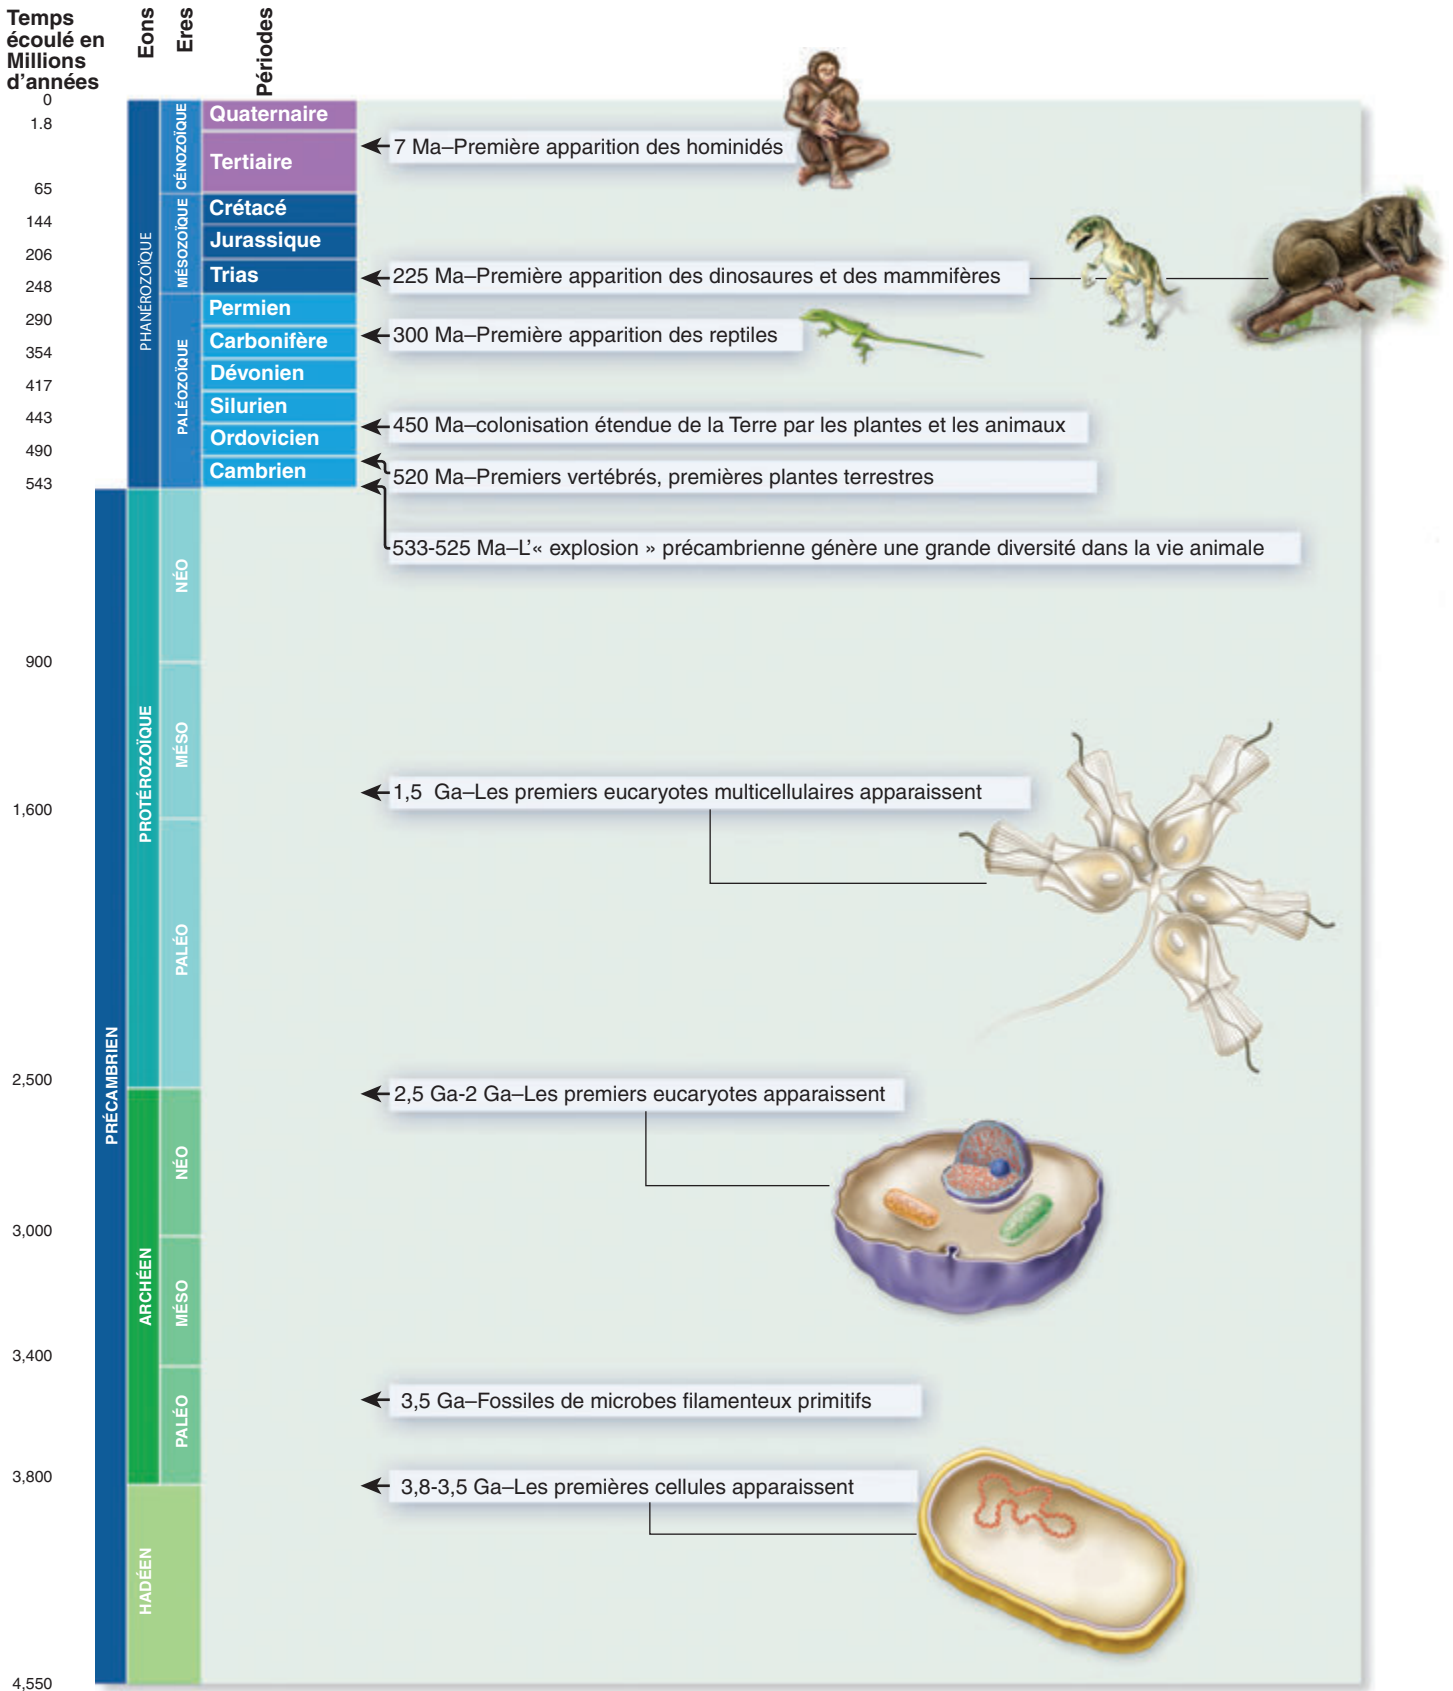 Temps
écoulé en
Millions
d'années
Eons
Eres
Périodes
0
1.8
65
144
206
248
290
354
417
443
490
543
900
1,600
2,500
3,000
3,400
3,800
4,550
PRÉCAMBRIEN
PHANÉROZOÏQUE
PROTÉROZOÏQUE
ARCHÉEN
HADÉEN
CÉNOZOÏQUE
MÉSOZOÏQUE
PALÉOZOÏQUE
NÉO
MÉSO
PALÉO
NÉO
MÉSO
PALÉO
Quaternaire
Tertiaire
Crétacé
Jurassique
Trias
Permien
Carbonifère
Dévonien
Silurien
Ordovicien
Cambrien
7 Ma–Première apparition des hominidés
225 Ma–Première apparition des dinosaures et des mammifères
300 Ma–Première apparition des reptiles
450 Ma–colonisation étendue de la Terre par les plantes et les animaux
520 Ma–Premiers vertébrés, premières plantes terrestres
533-525 Ma–L'« explosion » précambrienne génère une grande diversité dans la vie animale
1,5 Ga–Les premiers eucaryotes multicellulaires apparaissent
2,5 Ga-2 Ga–Les premiers eucaryotes apparaissent
3,5 Ga–Fossiles de microbes filamenteux primitifs
3,8-3,5 Ga–Les premières cellules apparaissent